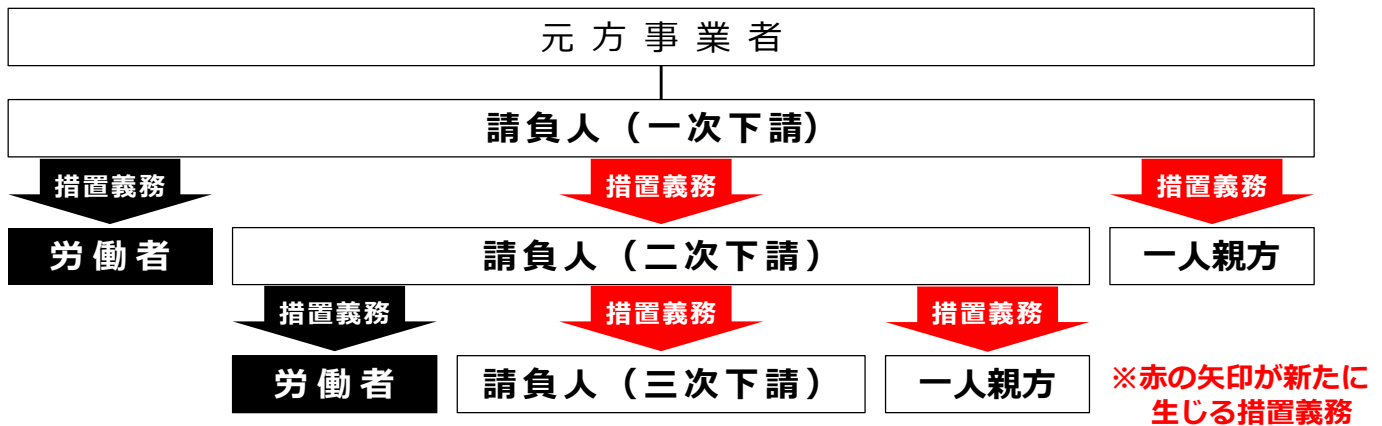 元方事業者
請負人（一次下請）
措置義務
措置義務
措置義務
労働者
請負人（二次下請）
一人親方
措置義務
措置義務
措置義務
労働者
請負人（三次下請）
一人親方
※赤の矢印が新たに
生じる措置義務